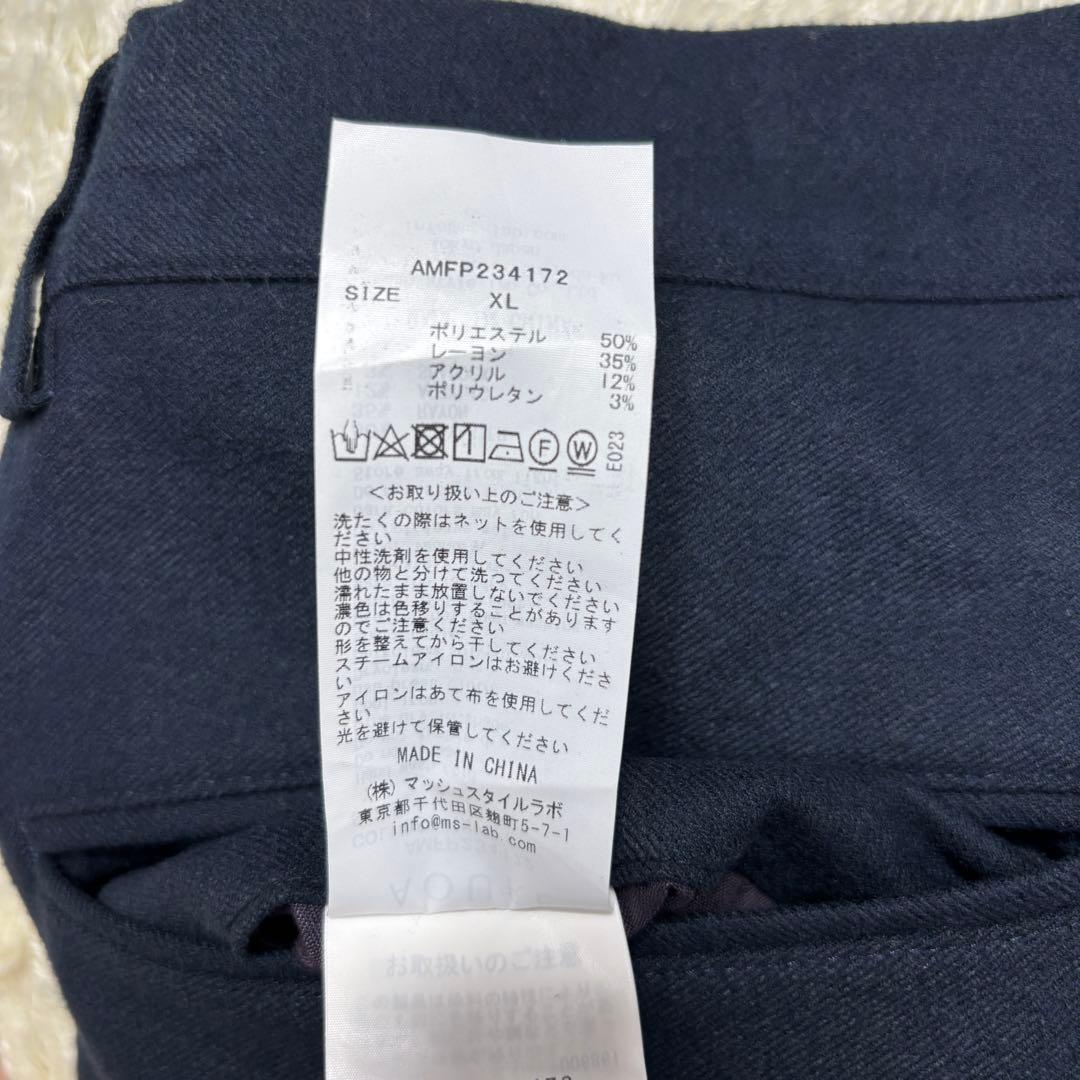 AMFP234172
SIZE XL
ポリエステル 50%
レーヨン 35%
アクリル 12%
ポリウレタン 3%
F W
E023
＜お取り扱い上のご注意＞
洗たくの際はネットを使用してく
ださい
中性洗剤を使用してください
他の物と分けて洗ってください
濡れたまま放置しないでください
濃色は色移りすることがあります
のでご注意ください
形を整えてから干してください
スチームアイロンはお避けくださ
い
アイロンはあて布を使用してくだ
さい
光を避けて保管してください
MADE IN CHINA
(株) マッシュスタイルラボ
東京都千代田区麹町5-7-1
info@ms-lab.com
お取扱いのご注意